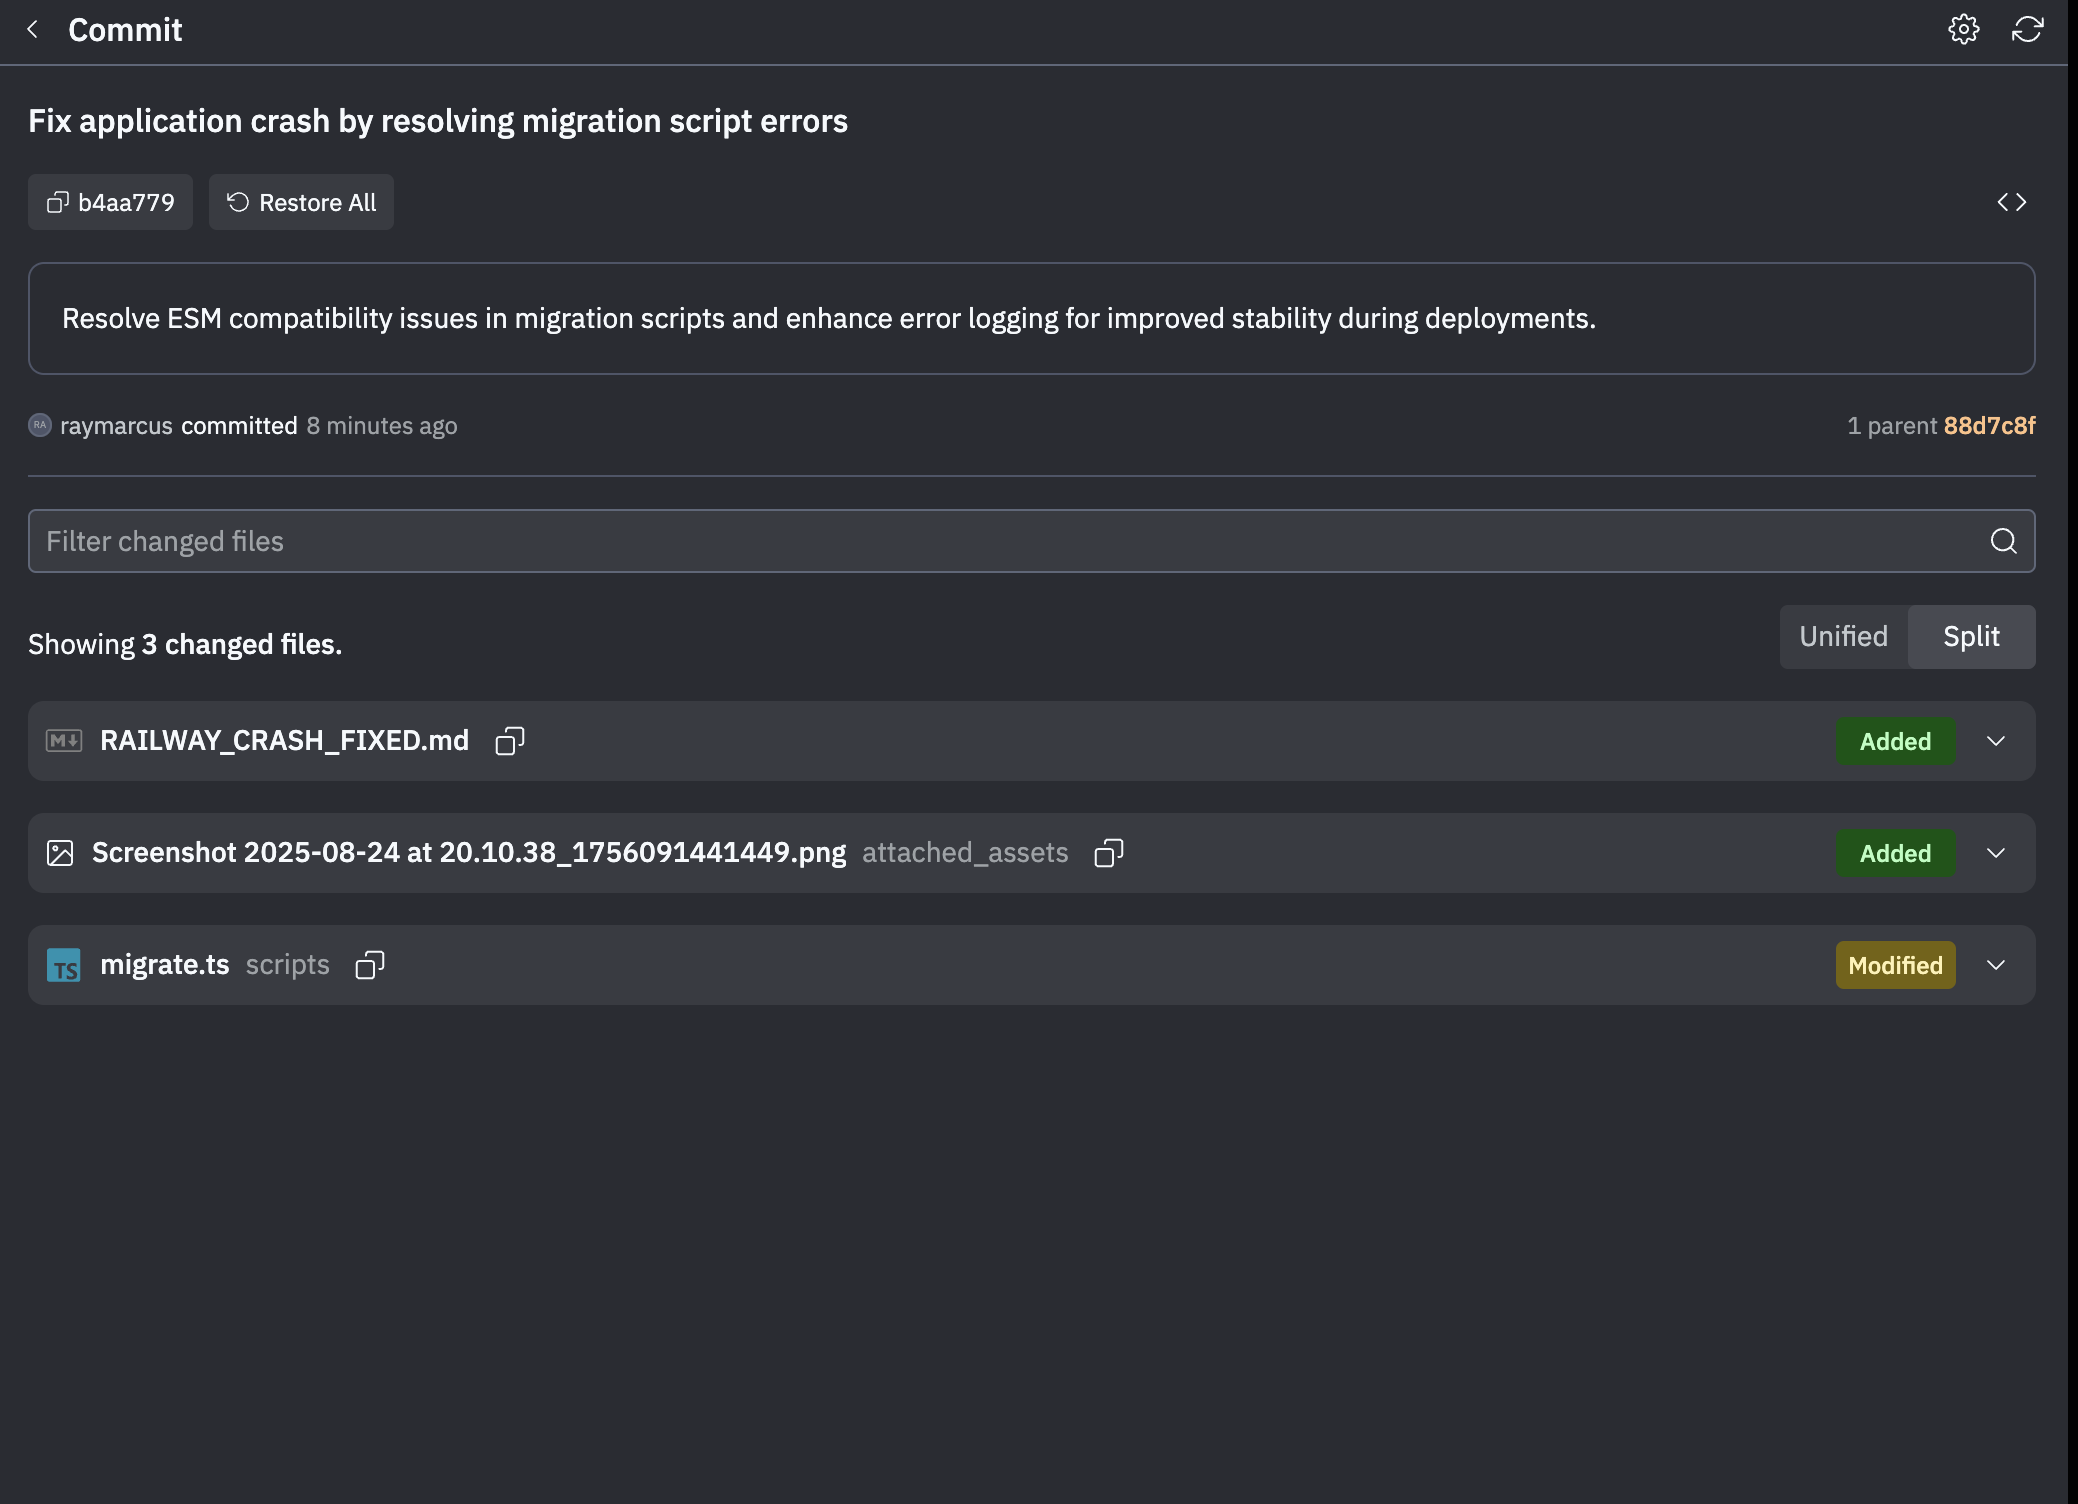 Commit
Fix application crash by resolving migration script errors
b4aa779 Restore All
Resolve ESM compatibility issues in migration scripts and enhance error logging for improved stability during deployments.
RA raymarcus committed 8 minutes ago 1 parent 88d7c8f
Filter changed files
Showing 3 changed files. Unified Split
M RAILWAY_CRASH_FIXED.md Added
Screenshot 2025-08-24 at 20.10.38_1756091441449.png attached_assets Added
TS migrate.ts scripts Modified